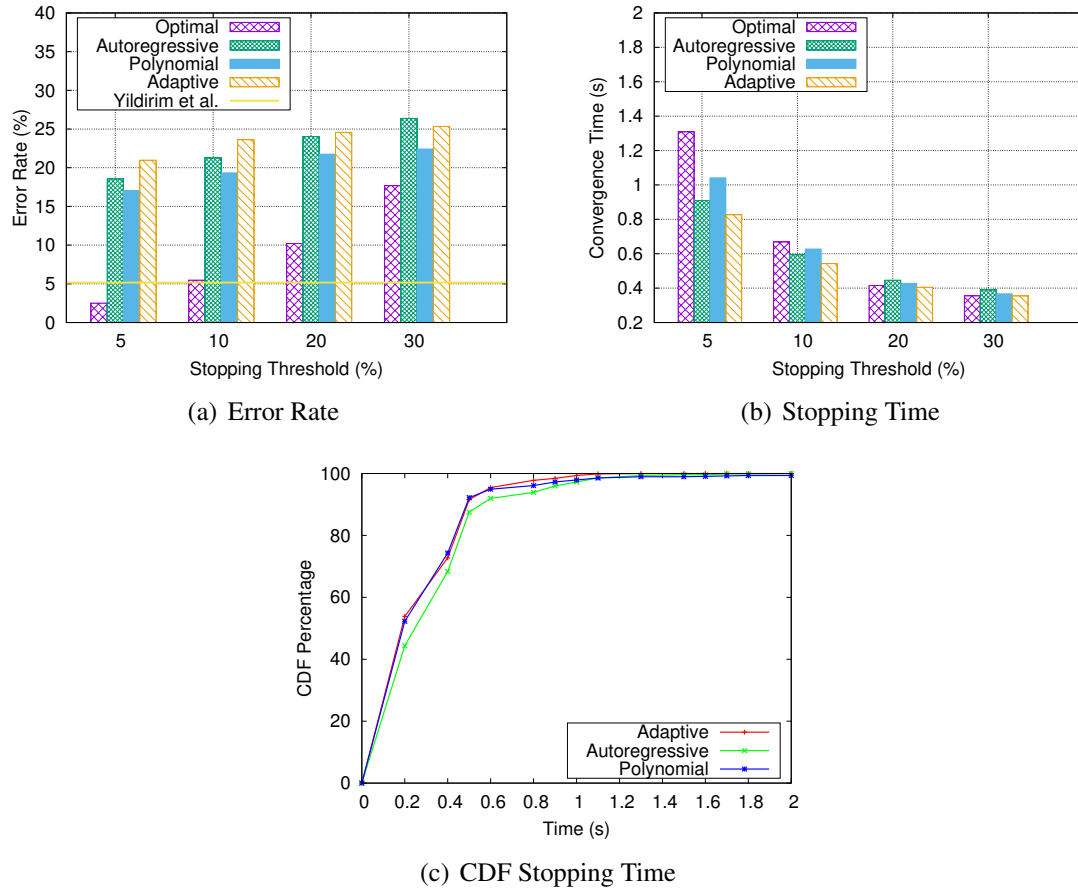 40
35
30
25
20
15
10
5
0
Error Rate (%)
Optimal
Autoregressive
Polynomial
Adaptive
Yildirim et al.
5 10 20 30
Stopping Threshold (%)
(a) Error Rate
2
1.8
1.6
1.4
1.2
1
0.8
0.6
0.4
0.2
Convergence Time (s)
Optimal
Autoregressive
Polynomial
Adaptive
5 10 20 30
Stopping Threshold (%)
(b) Stopping Time
100
80
60
40
20
0
CDF Percentage
Adaptive
Autoregressive
Polynomial
0 0.2 0.4 0.6 0.8 1 1.2 1.4 1.6 1.8 2
Time (s)
(c) CDF Stopping Time